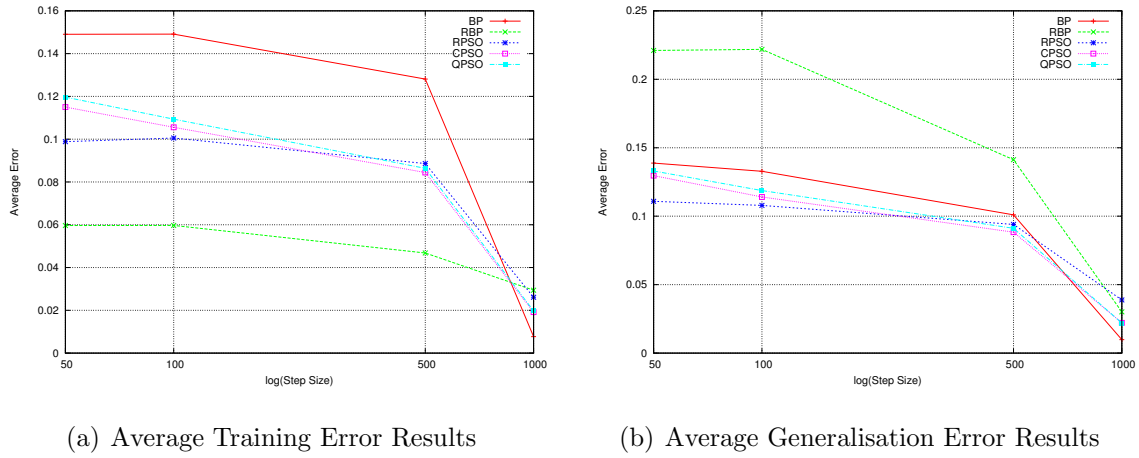 0.16
0.14
0.12
0.1
0.08
0.06
0.04
0.02
0
Average Error
50
100
500
1000
log(Step Size)
BP
RBP
RPSO
CPSO
QPSO
(a) Average Training Error Results
0.25
0.2
0.15
0.1
0.05
0
Average Error
50
100
500
1000
log(Step Size)
BP
RBP
RPSO
CPSO
QPSO
(b) Average Generalisation Error Results